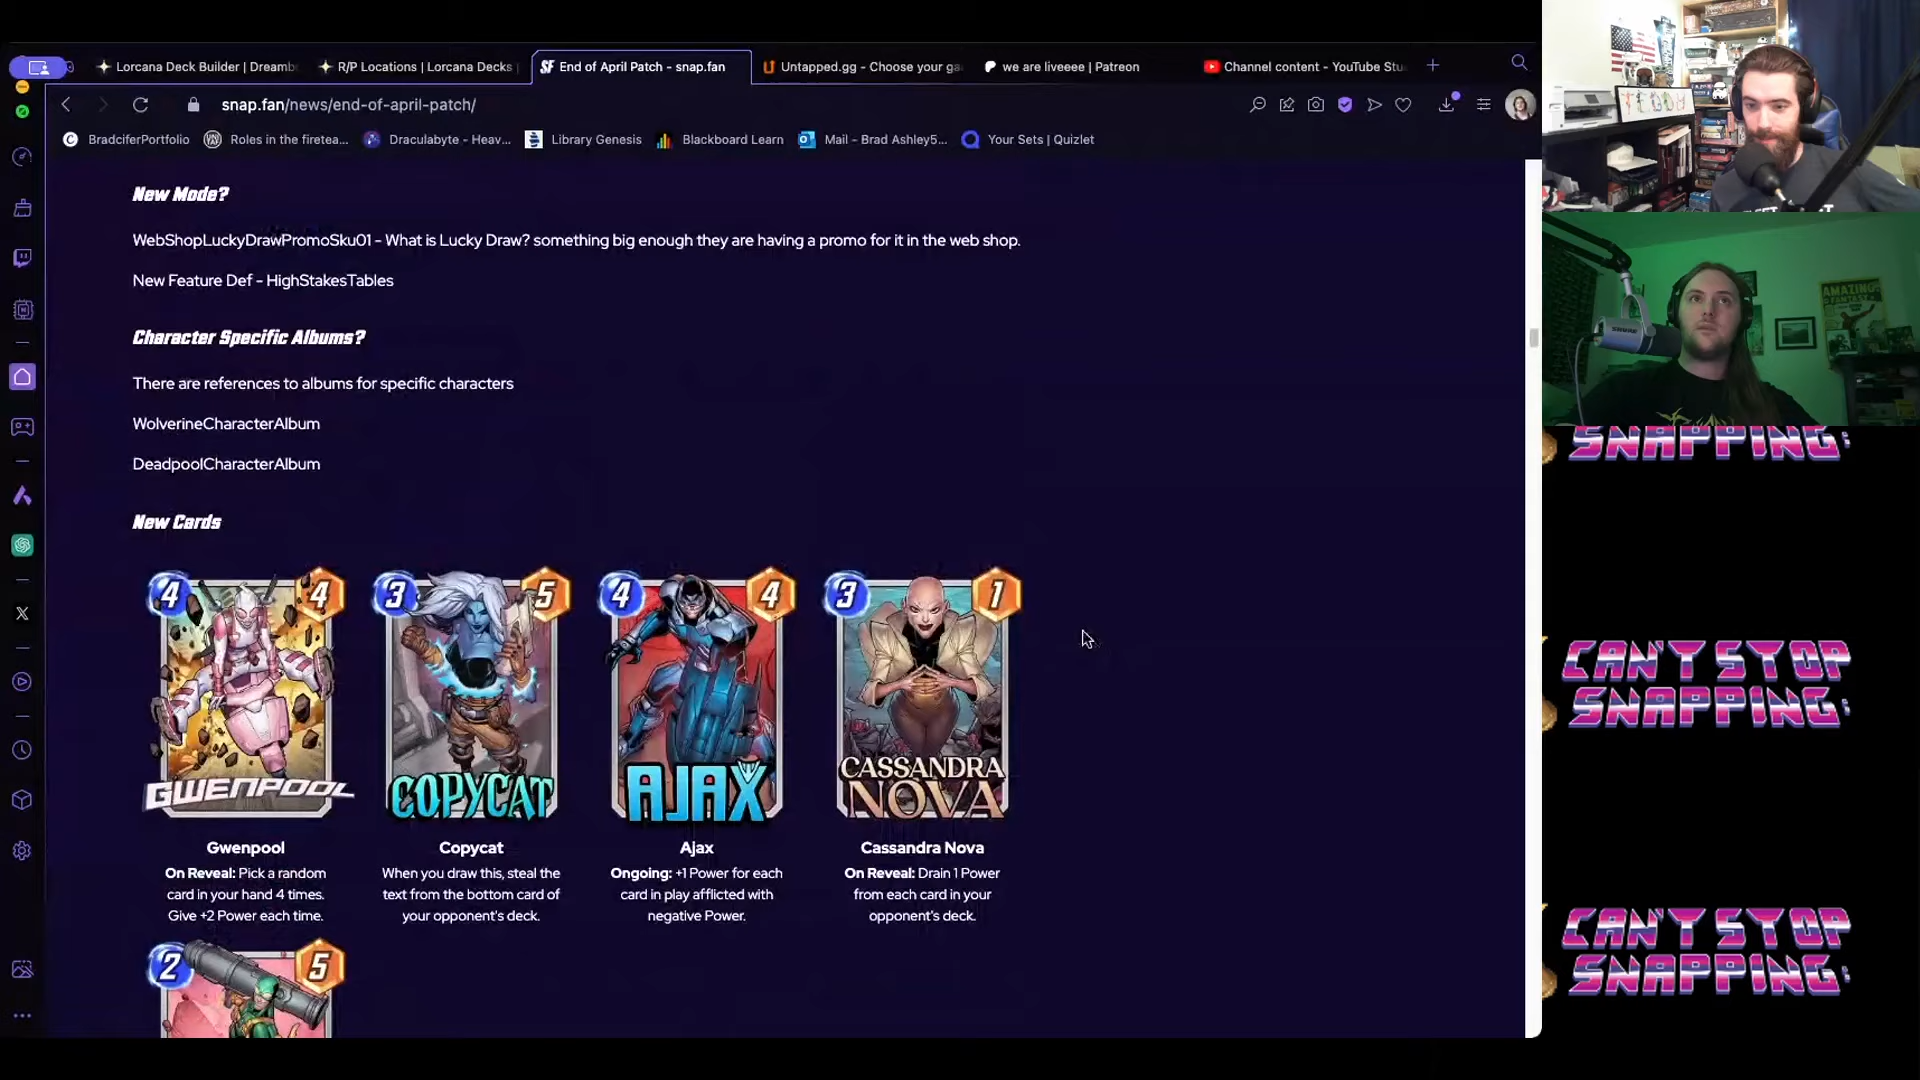 Lorcana Deck Builder | Dreamb
R/P Locations | Lorcana Decks
End of April Patch - snap.fan
Untapped.gg - Choose your ga
we are liveeee | Patreon
Channel content - YouTube Stu
snap.fan/news/end-of-april-patch/
BradciferPortfolio
Roles in the firetea...
Draculabyte - Heav...
Library Genesis
Blackboard Learn
Mail - Brad Ashley5...
Your Sets | Quizlet
New Mode?
WebShopLuckyDrawPromoSku01 - What is Lucky Draw? something big enough they are having a promo for it in the web shop.
New Feature Def - HighStakesTables
Character Specific Albums?
There are references to albums for specific characters
WolverineCharacterAlbum
DeadpoolCharacterAlbum
New Cards
4 4
GWENPOOL
Gwenpool
On Reveal: Pick a random
card in your hand 4 times.
Give +2 Power each time.
3 5
COPYCAT
Copycat
When you draw this, steal the
text from the bottom card of
your opponent's deck.
4 4
AJAX
Ajax
Ongoing: +1 Power for each
card in play afflicted with
negative Power.
3 1
CASSANDRA
NOVA
Cassandra Nova
On Reveal: Drain 1 Power
from each card in your
opponent's deck.
2 5
AMAZING
FANTASY
SHURE
SNAPPING:
CAN'T STOP
SNAPPING:
CAN'T STOP
SNAPPING: